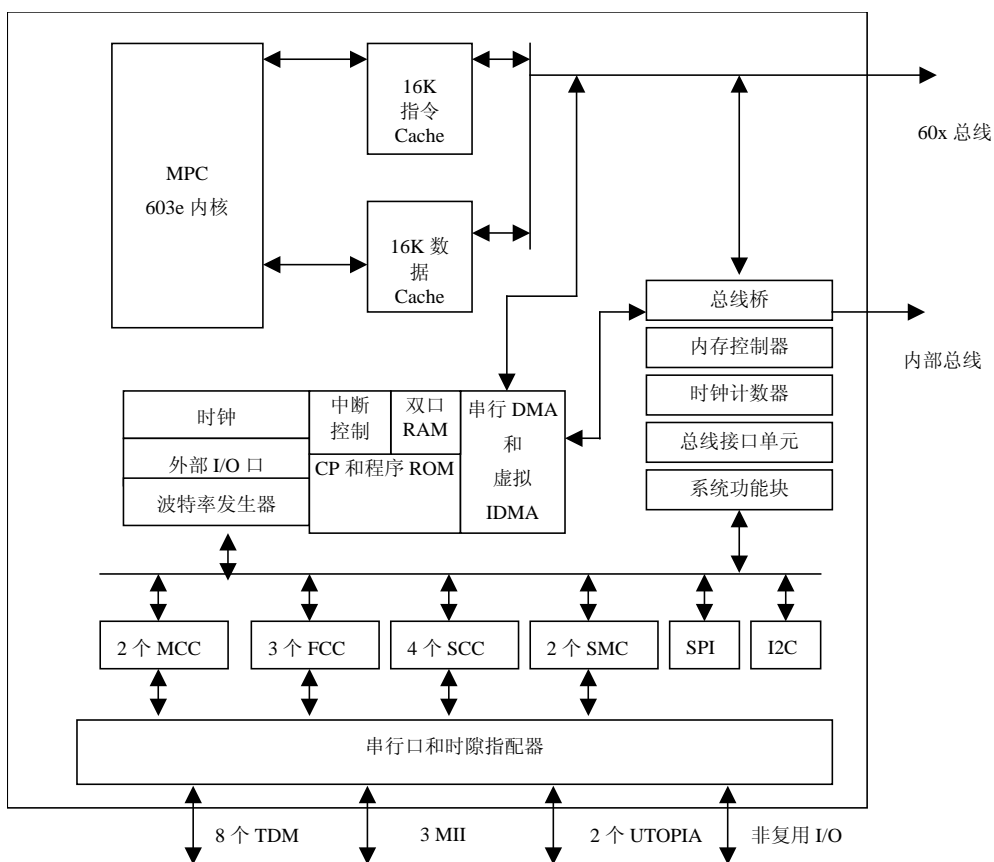 MPC
603e 内核
16K
指令
Cache
16K 数
据
Cache
60x 总线
总线桥
内存控制器
时钟计数器
总线接口单元
系统功能块
内部总线
时钟
外部 I/O 口
波特率发生器
中断
控制
双口
RAM
CP 和程序 ROM
串行 DMA
和
虚拟
IDMA
2 个 MCC
3 个 FCC
4 个 SCC
2 个 SMC
SPI
I2C
串行口和时隙指配器
8 个 TDM
3 MII
2 个 UTOPIA
非复用 I/O